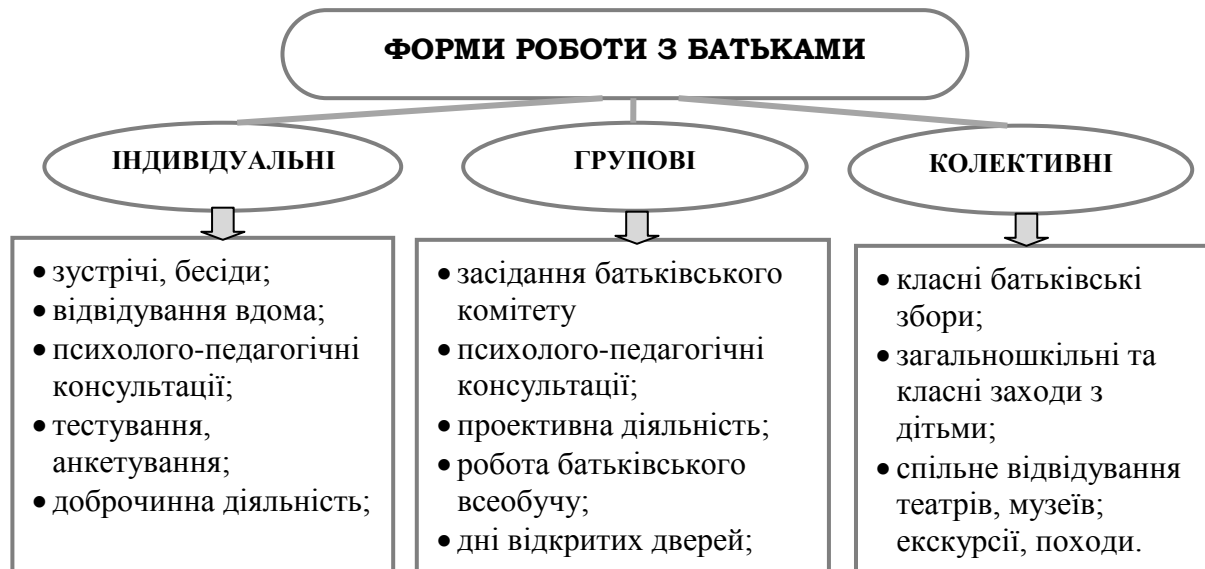 ФОРМИ РОБОТИ З БАТЬКАМИ
ІНДИВІДУАЛЬНІ
ГРУПОВІ
КОЛЕКТИВНІ
• зустрічі, бесіди;
• відвідування вдома;
• психолого-педагогічні
консультації;
• тестування,
анкетування;
• доброчинна діяльність;
• засідання батьківського
комітету
• психолого-педагогічні
консультації;
• проективна діяльність;
• робота батьківського
всеобучу;
• дні відкритих дверей;
• класні батьківські
збори;
• загальношкільні та
класні заходи з
дітьми;
• спільне відвідування
театрів, музеїв;
екскурсії, походи.